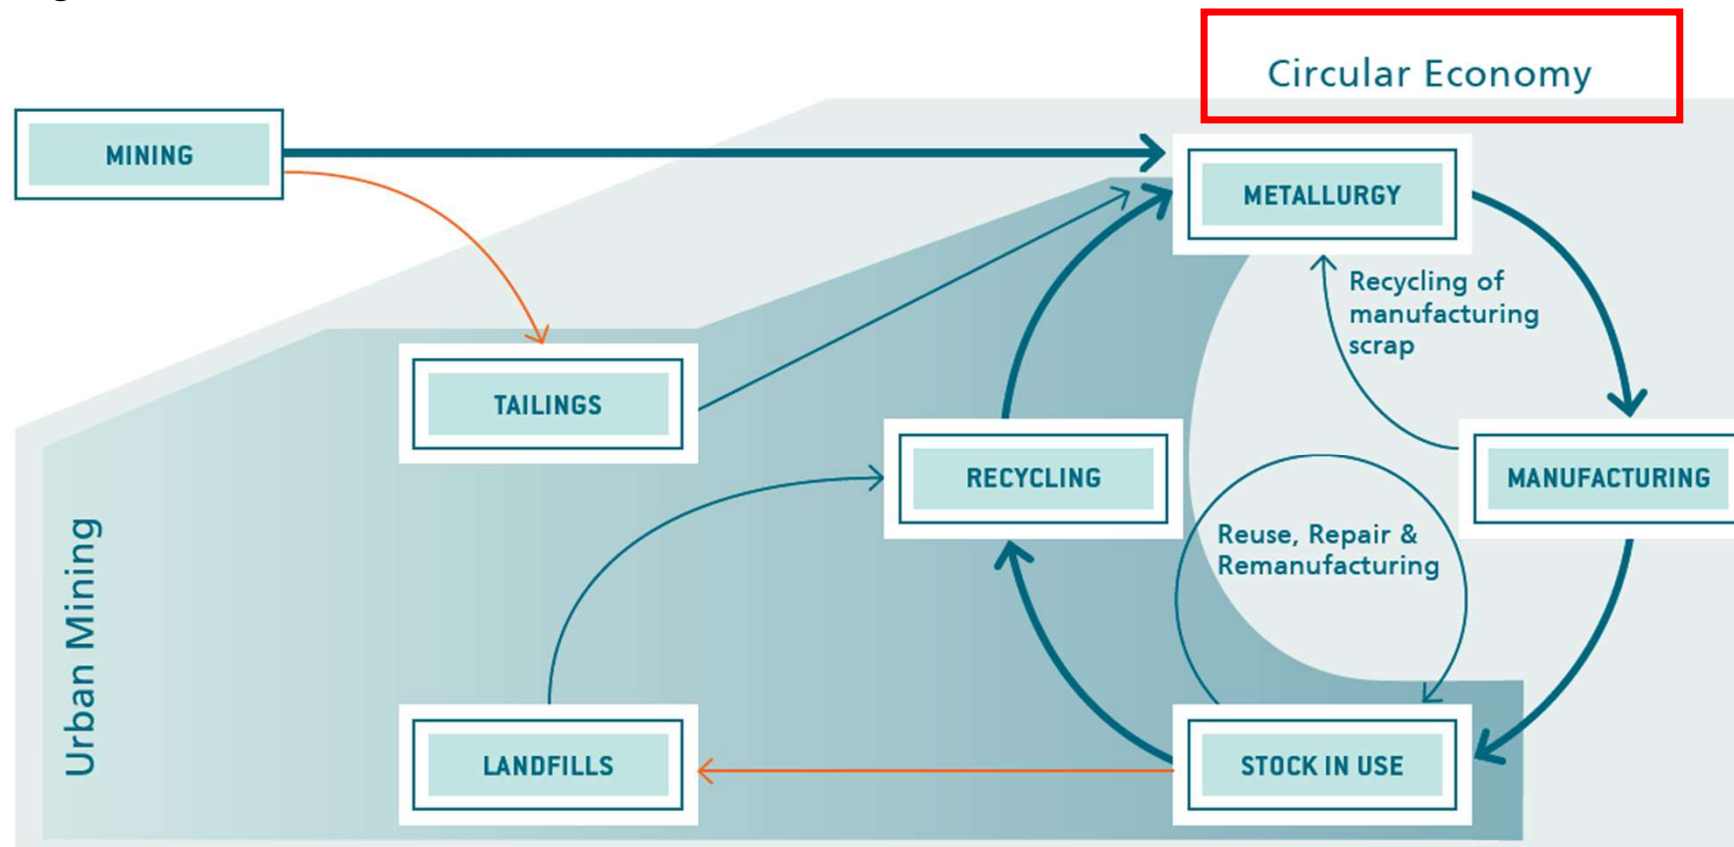 Circular Economy
MINING
METALLURGY
Recycling of
manufacturing
scrap
TAILINGS
RECYCLING
MANUFACTURING
Reuse, Repair &
Remanufacturing
Urban Mining
LANDFILLS
STOCK IN USE